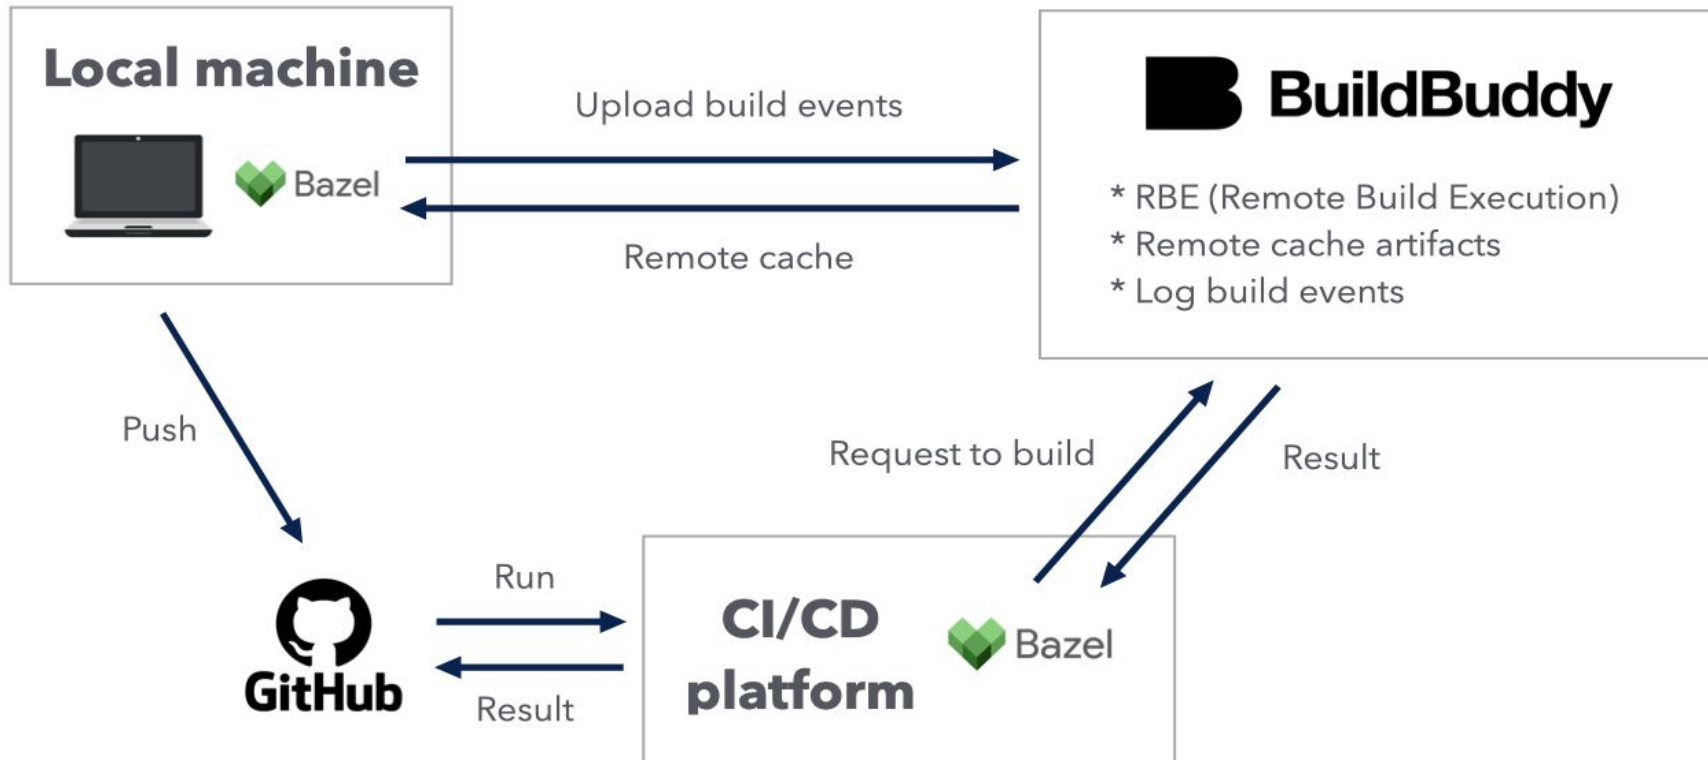 Local machine
Bazel
Upload build events
Remote cache
BuildBuddy
* RBE (Remote Build Execution)
* Remote cache artifacts
* Log build events
Push
Request to build
Result
GitHub
Run
Result
CI/CD
platform
Bazel